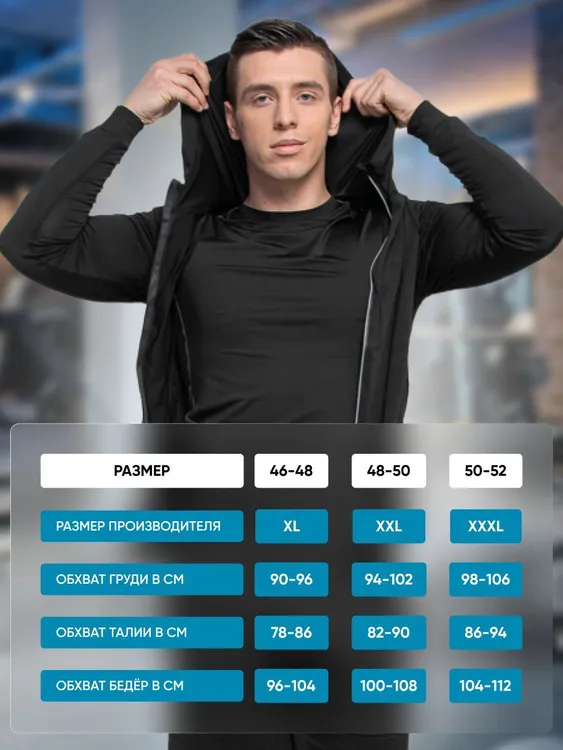 РАЗМЕР 46-48 48-50 50-52
РАЗМЕР ПРОИЗВОДИТЕЛЯ XL XXL XXXL
ОБХВАТ ГРУДИ В СМ 90-96 94-102 98-106
ОБХВАТ ТАЛИИ В СМ 78-86 82-90 86-94
ОБХВАТ БЕДЁР В СМ 96-104 100-108 104-112